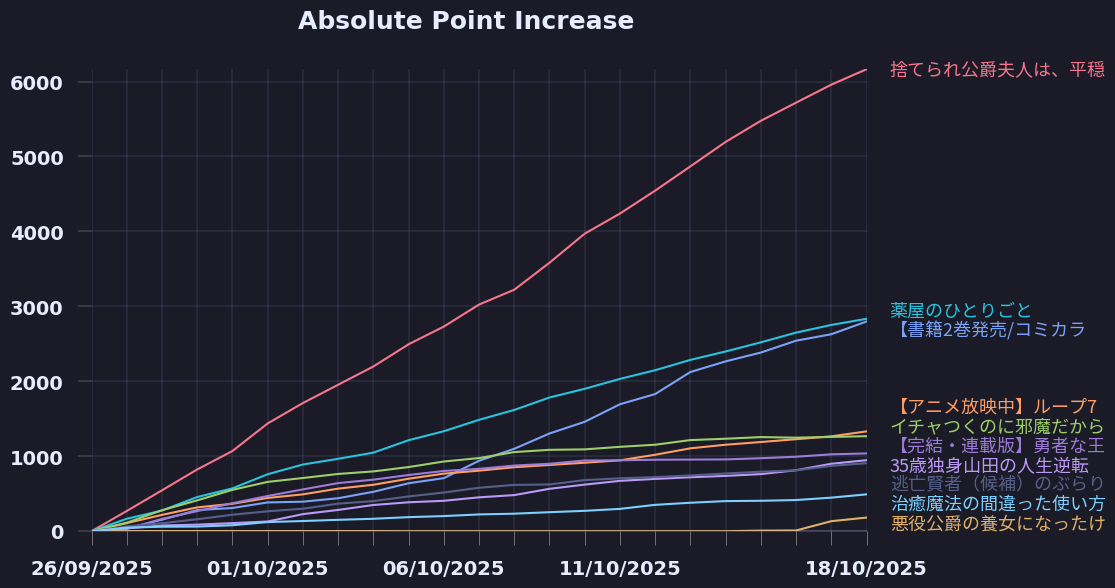 Absolute Point Increase
6000
5000
4000
3000
2000
1000
0
26/09/2025
01/10/2025
06/10/2025
11/10/2025
18/10/2025
捨てられ公爵夫人は、平穏
薬屋のひとりごと
【書籍2巻発売/コミカラ
【アニメ放映中】ループ7
イチャつくのに邪魔だから
【完結・連載版】勇者な王
35歳独身山田の人生逆転
逃亡賢者（候補）のぶらり
治癒魔法の間違った使い方
悪役公爵の養女になったけ